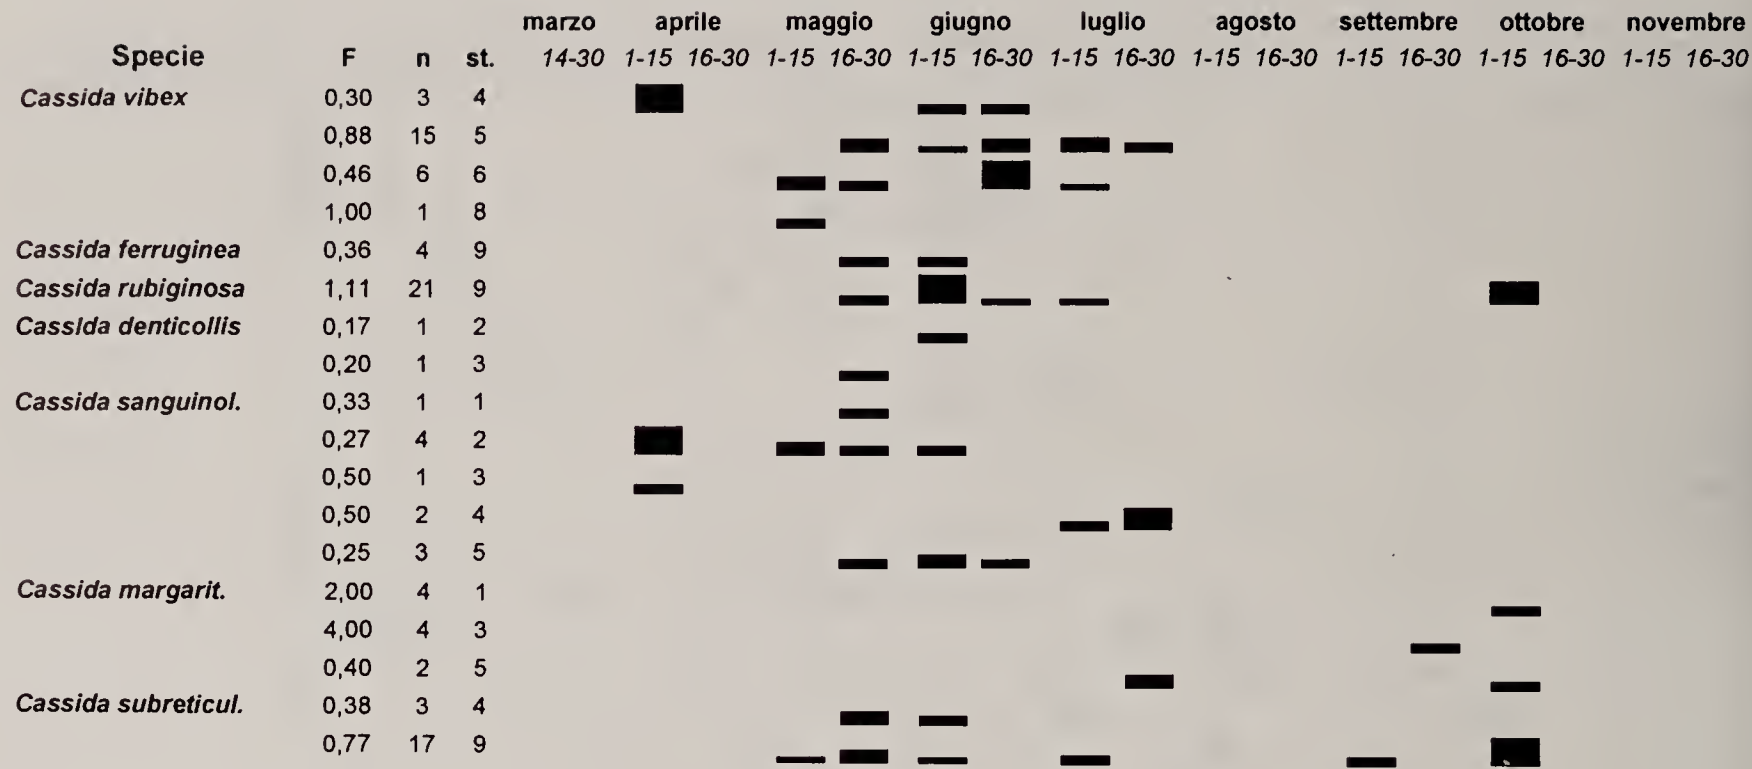 marzo aprile maggio giugno luglio agosto settembre ottobre novembre
Specie F n st. 14-30 1-15 16-30 1-15 16-30 1-15 16-30 1-15 16-30 1-15 16-30 1-15 16-30 1-15 16-30 1-15 16-30
Cassida vibex 0,30 3 4
0,88 15 5
0,46 6 6
1,00 1 8
Cassida ferruginea 0,36 4 9
Cassida rubiginosa 1,11 21 9
Cassida denticollis 0,17 1 2
0,20 1 3
Cassida sanguinol. 0,33 1 1
0,27 4 2
0,50 1 3
0,50 2 4
0,25 3 5
Cassida margarit. 2,00 4 1
4,00 4 3
0,40 2 5
Cassida subreticul. 0,38 3 4
0,77 17 9